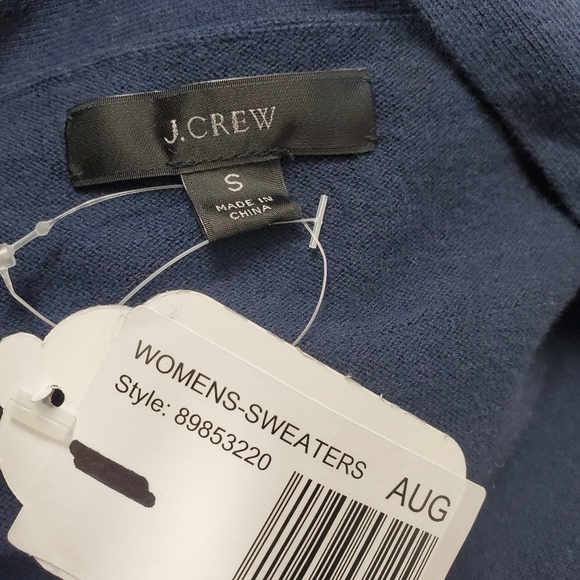 J.CREW
S
MADE IN
CHINA
WOMENS-SWEATERS
Style: 89853220
AUG